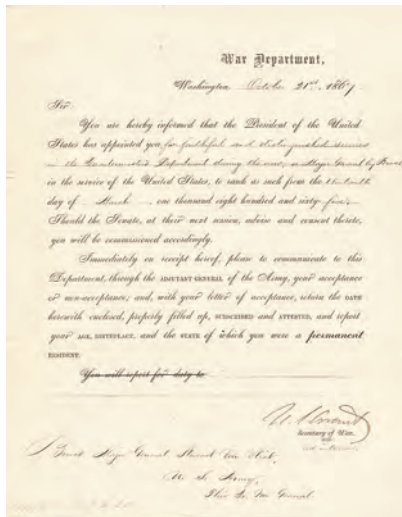 War Department,
Washington October 21st 1867.
Sir:
You are hereby informed that the President of the United
States has appointed you for faithful and distinguished services
in the Quartermaster's Department during the war, a Major General by Brevet
in the service of the United States, to rank as such from the thirteenth
day of March one thousand eight hundred and sixty-five.
Should the Senate, at their next session, advise and consent thereto,
you will be commissioned accordingly.
Immediately on receipt hereof, please to communicate to this
Department, through the ADJUTANT GENERAL of the Army, your acceptance
or non-acceptance; and, with your letter of acceptance, return the OATH
herewith enclosed, properly filled up, SUBSCRIBED and ATTESTED, and report
your AGE, BIRTHPLACE, and the STATE of which you were a permanent
RESIDENT.
You will report for duty to
U. S. Grant
Secretary of War,
ad interim
Brevet Major General Stewart Van Vliet,
U. S. Army,